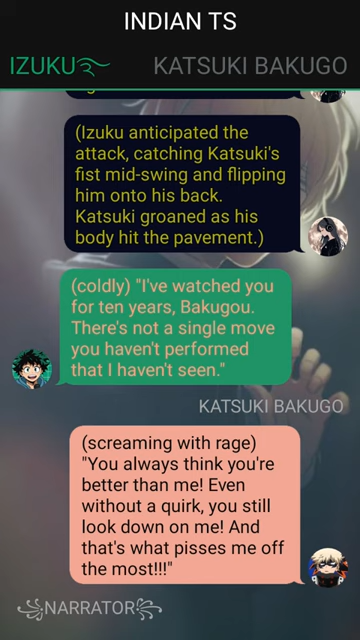 INDIAN TS
IZUKU KATSUKI BAKUGO
(Izuku anticipated the
attack, catching Katsuki's
fist mid-swing and flipping
him onto his back.
Katsuki groaned as his
body hit the pavement.)
(coldly) "I've watched you
for ten years, Bakugou.
There's not a single move
you haven't performed
that I haven't seen."
KATSUKI BAKUGO
(screaming with rage)
"You always think you're
better than me! Even
without a quirk, you still
look down on me! And
that's what pisses me off
the most!!!"
꧁NARRATOR꧂